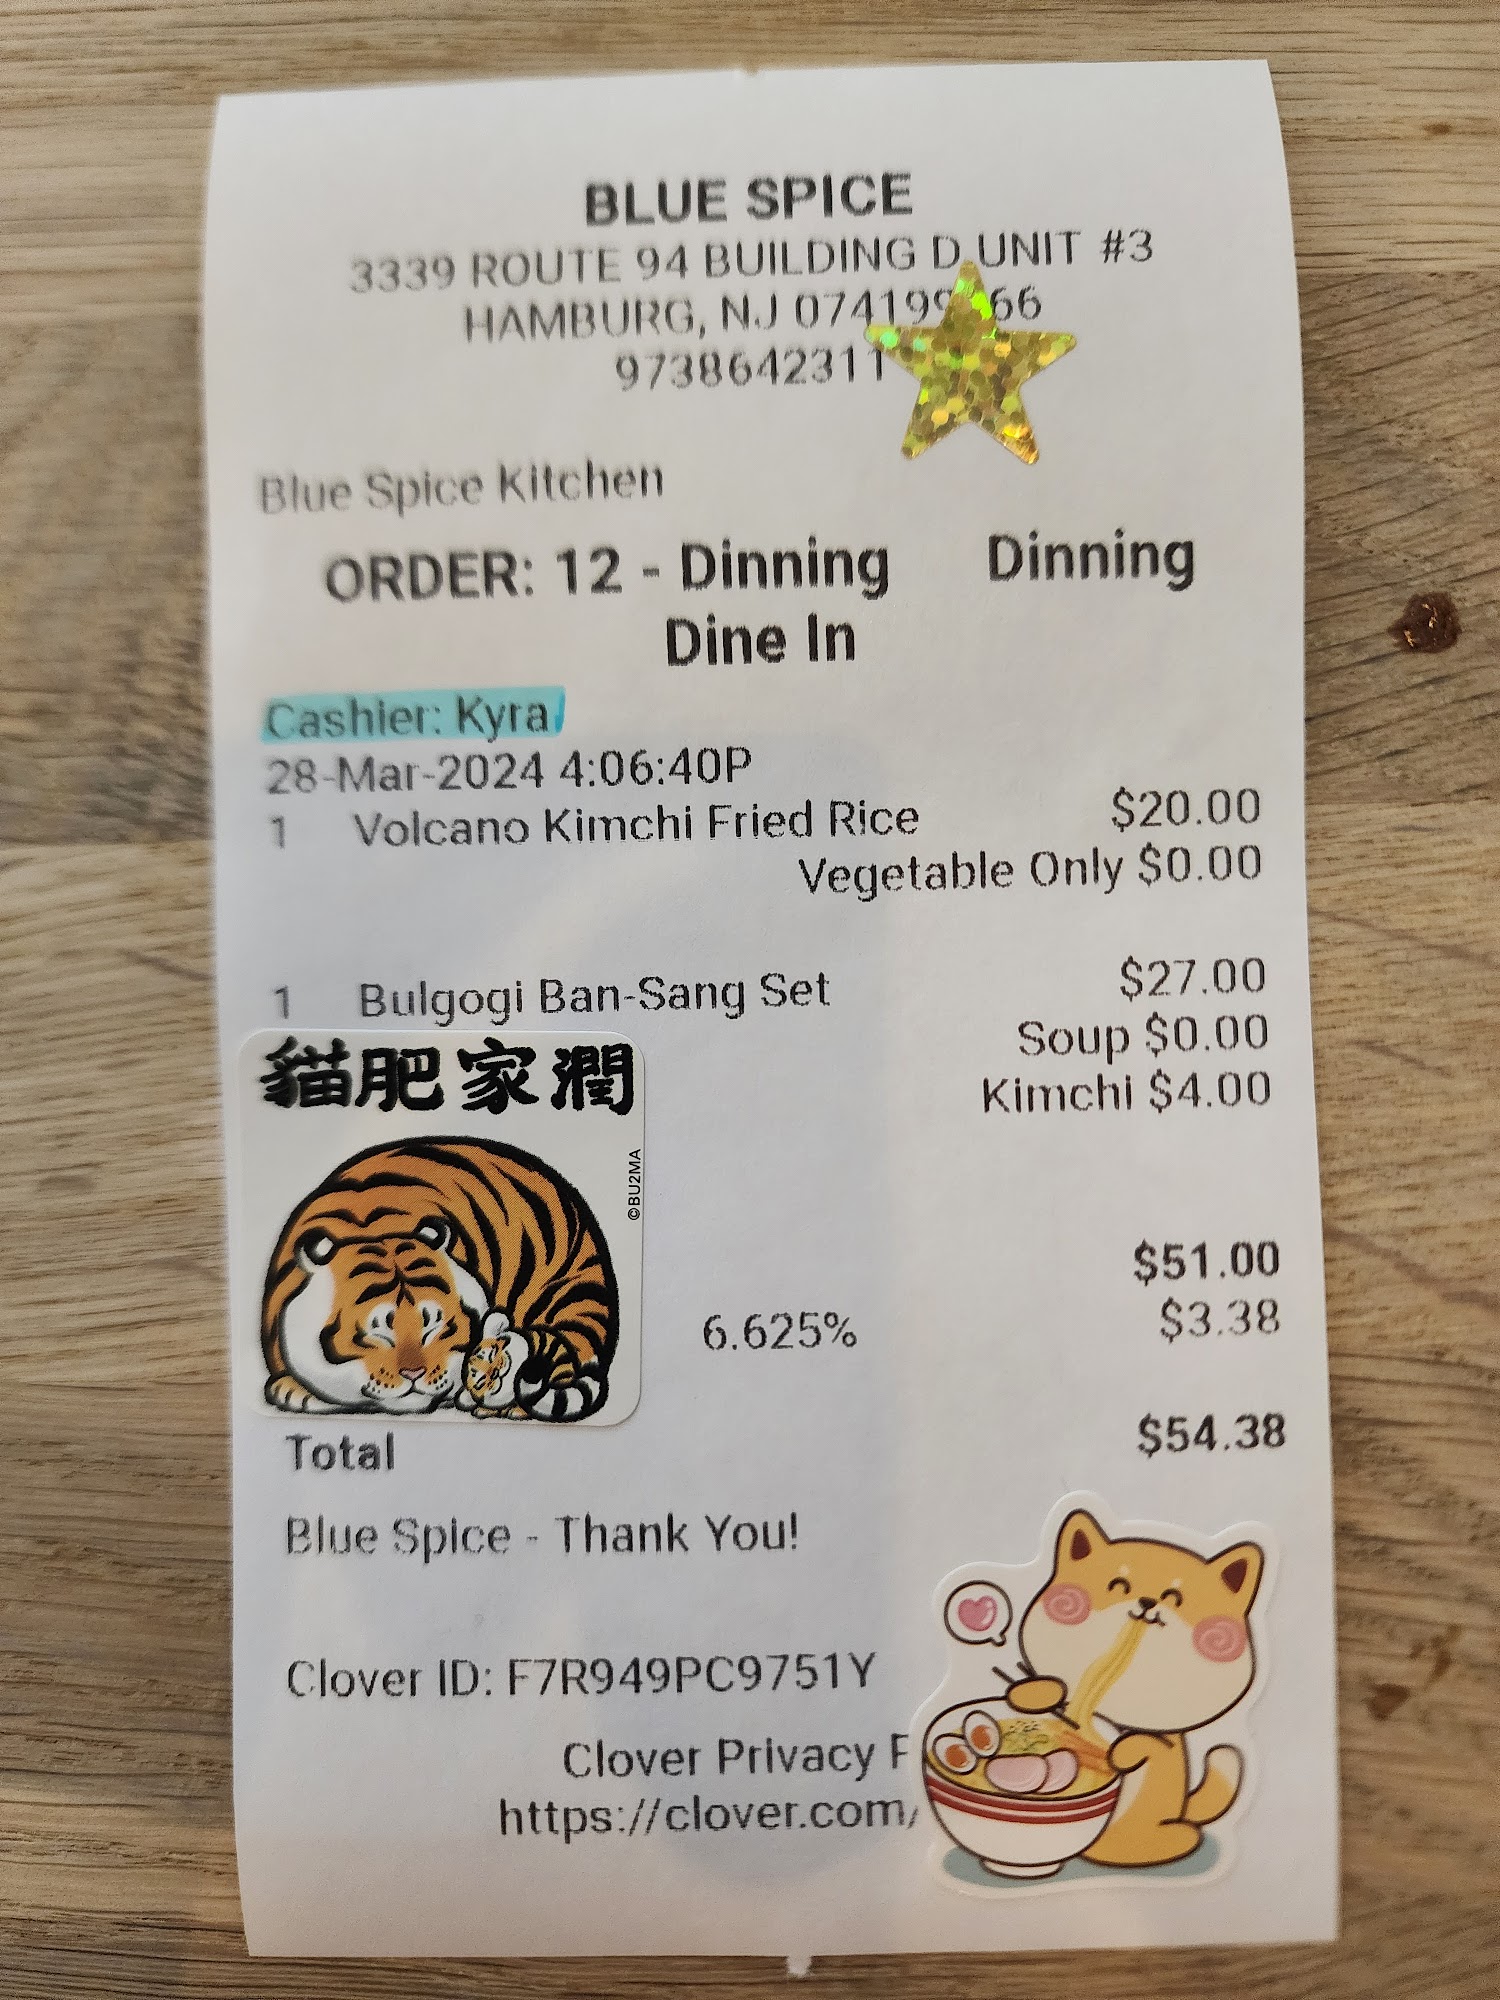 BLUE SPICE
3339 ROUTE 94 BUILDING D UNIT #3
HAMBURG, NJ
9738642311
Blue Spice Kitchen
ORDER: 12 - Dinning Dinning
Dine In
Cashier: Kyra
28-Mar-2024 4:06:40P
1 Volcano Kimchi Fried Rice $20.00
Vegetable Only $0.00
1 Bulgogi Ban-Sang Set $27.00
Soup $0.00
Kimchi $4.00
貓肥家潤
©BU2MA
$51.00
6.625% $3.38
Total $54.38
Blue Spice - Thank You!
Clover ID: F7R949PC9751Y
Clover Privacy
https://clover.com/